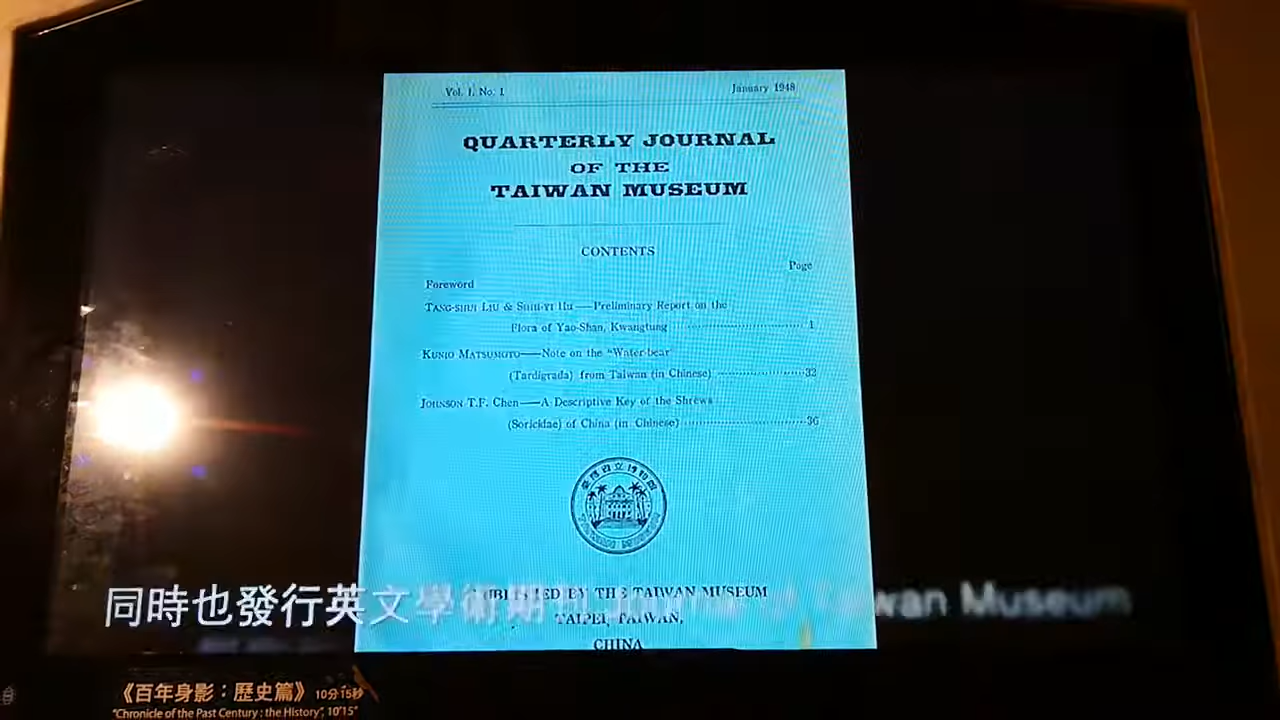 Vol. I, No. 1
January 1948
QUARTERLY JOURNAL
OF THE
TAIWAN MUSEUM
CONTENTS
Page
Foreword
TANG-SHUI LIU & SHIH-YI HU—Preliminary Report on the
Flora of Yao-Shan, Kwangtung 1
KUNIO MATSUMOTO—Note on the "Water-bear"
(Tardigrada) from Taiwan (in Chinese) 32
JOHNSON T.F. Chen—A Descriptive Key of the Shrews
(Soricidae) of China (in Chinese) 36
PUBLISHED BY THE TAIWAN MUSEUM
TAIPEI, TAIWAN,
CHINA
同時也發行英文學術期 Taiwan Museum
《百年身影：歷史篇》 10分15秒
"Chronicle of the Past Century : the History", 10'15"